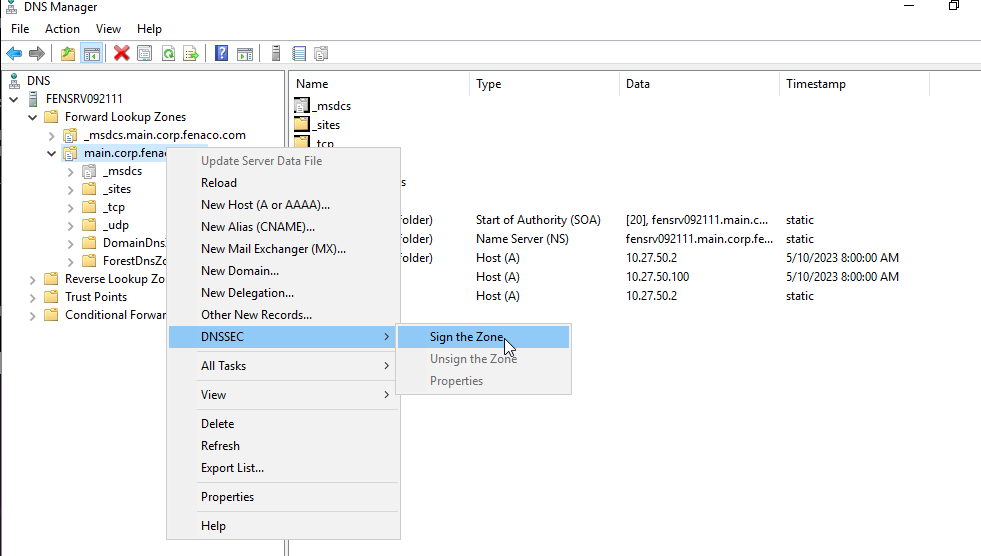 DNS Manager
File Action View Help
DNS
FENSRV092111
Forward Lookup Zones
_msdcs.main.corp.fenaco.com
main.corp.fenac
_msdcs
_sites
_tcp
_udp
DomainDns
ForestDnsZo
Reverse Lookup Zo
Trust Points
Conditional Forwar
Name Type Data Timestamp
_msdcs
_sites
_tcp
s
folder) Start of Authority (SOA) [20], fensrv092111.main.c... static
folder) Name Server (NS) fensrv092111.main.corp.fe... static
folder) Host (A) 10.27.50.2 5/10/2023 8:00:00 AM
Host (A) 10.27.50.100 5/10/2023 8:00:00 AM
Host (A) 10.27.50.2 static
Update Server Data File
Reload
New Host (A or AAAA)...
New Alias (CNAME)...
New Mail Exchanger (MX)...
New Domain...
New Delegation...
Other New Records...
DNSSEC
All Tasks
View
Delete
Refresh
Export List...
Properties
Help
Sign the Zone
Unsign the Zone
Properties